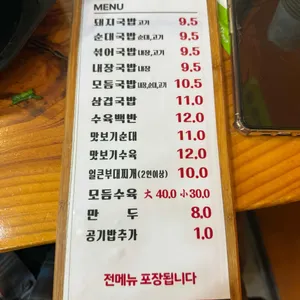 MENU
돼지국밥 고기 9.5
순대국밥 순대,고기 9.5
섞어국밥 내장,고기 9.5
내장국밥 내장 9.5
모듬국밥 내장,순대,고기 10.5
삼겹국밥 11.0
수육백반 12.0
맛보기순대 11.0
맛보기수육 12.0
얼큰부대찌개(2인이상) 10.0
모듬수육 大 40.0 小 30.0
만 두 8.0
공기밥추가 1.0
전메뉴 포장됩니다